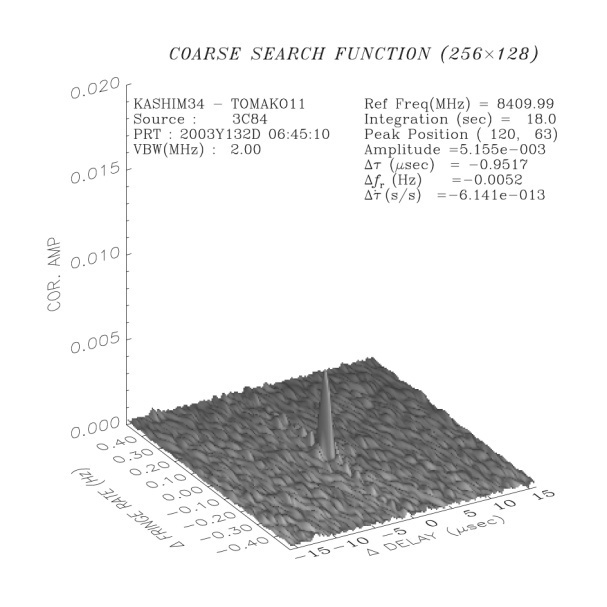 COARSE SEARCH FUNCTION (256×128)
KASHIM34 - TOMAKO11
Source : 3C84
PRT : 2003Y132D 06:45:10
VBW(MHz) : 2.00
Ref Freq(MHz) = 8409.99
Integration (sec) = 18.0
Peak Position ( 120, 63)
Amplitude =5.155e-003
Δτ (μsec) = -0.9517
Δfr (Hz) =-0.0052
Δτ̇(s/s) =-6.141e-013
0.020
0.015
0.010
0.005
0.000
COR. AMP
0.40
0.30
0.20
0.10
0.00
-0.10
-0.20
-0.30
-0.40
Δ FRINGE RATE (Hz)
-15
-10
-5
0
5
10
15
Δ DELAY (μsec)